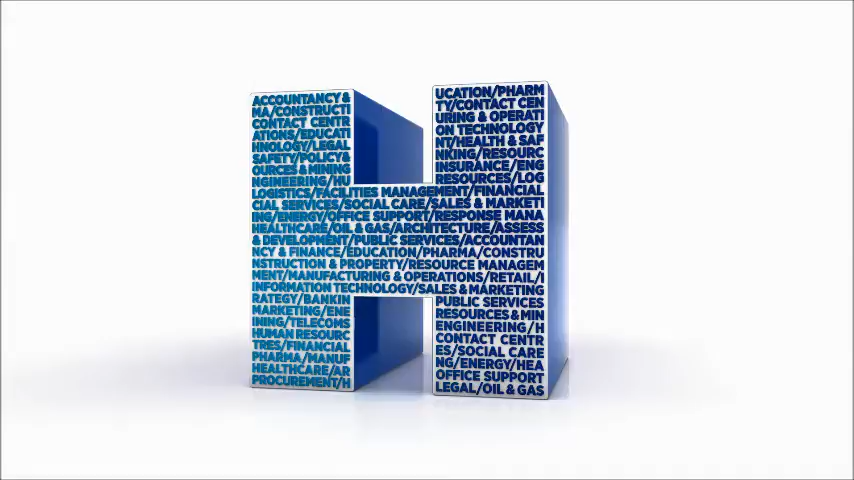 ACCOUNTANCY &
MA/CONSTRUCTI
CONTACT CENTR
ATIONS/EDUCATI
HNOLOGY/LEGAL
SAFETY/POLICY&
OURCES & MINING
NGINEERING/HU
UCATION/PHARM
TY/CONTACT CEN
URING & OPERATI
ON TECHNOLOGY
NT/HEALTH & SAF
NKING/RESOURC
INSURANCE/ENG
RESOURCES/LOG
LOGISTICS/FACILITIES MANAGEMENT/FINANCIAL
CIAL SERVICES/SOCIAL CARE/SALES & MARKETI
ING/ENERGY/OFFICE SUPPORT/RESPONSE MANA
HEALTHCARE/OIL & GAS/ARCHITECTURE/ASSESS
& DEVELOPMENT/PUBLIC SERVICES/ACCOUNTAN
NCY & FINANCE/EDUCATION/PHARMA/CONSTRU
NSTRUCTION & PROPERTY/RESOURCE MANAGEM
MENT/MANUFACTURING & OPERATIONS/RETAIL/I
INFORMATION TECHNOLOGY/SALES & MARKETING
RATEGY/BANKIN
MARKETING/ENE
INING/TELECOMS
HUMAN RESOURC
TRES/FINANCIAL
PHARMA/MANUF
HEALTHCARE/AR
PROCUREMENT/H
PUBLIC SERVICES
RESOURCES & MIN
ENGINEERING/H
CONTACT CENTR
ES/SOCIAL CARE
NG/ENERGY/HEA
OFFICE SUPPORT
LEGAL/OIL & GAS